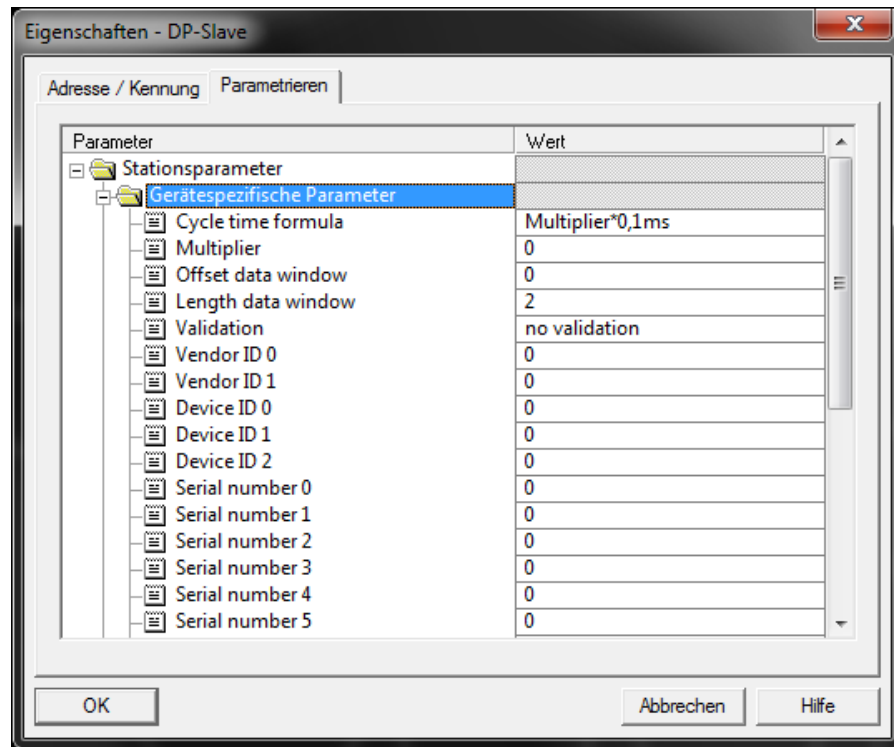 Eigenschaften - DP-Slave
Adresse / Kennung Parametrieren
Parameter Wert
Stationsparameter
Gerätespezifische Parameter
Cycle time formula Multiplier*0,1ms
Multiplier 0
Offset data window 0
Length data window 2
Validation no validation
Vendor ID 0 0
Vendor ID 1 0
Device ID 0 0
Device ID 1 0
Device ID 2 0
Serial number 0 0
Serial number 1 0
Serial number 2 0
Serial number 3 0
Serial number 4 0
Serial number 5 0
OK Abbrechen Hilfe